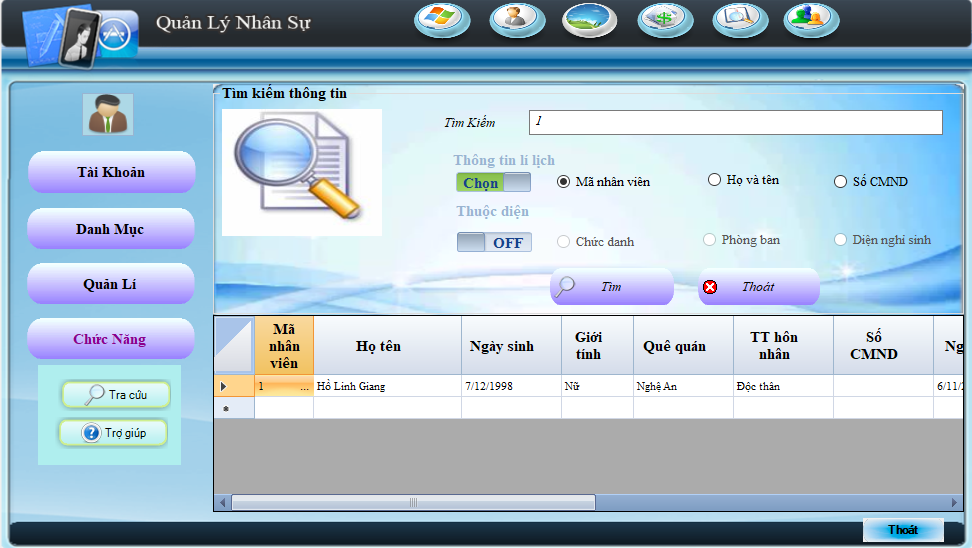 Quản Lý Nhân Sự
Tìm kiếm thông tin
Tìm Kiếm 1
Thông tin lí lịch
Chọn Mã nhân viên Họ và tên Số CMND
Thuộc diện
OFF Chức danh Phòng ban Diện nghỉ sinh
Tìm Thoát
Tài Khoản
Danh Mục
Quản Lí
Chức Năng
Tra cứu
Trợ giúp
Mã nhân viên Họ tên Ngày sinh Giới tính Quê quán TT hôn nhân Số CMND Ng
1 ... Hồ Linh Giang 7/12/1998 Nữ Nghệ An Độc thân 6/11/
Thoát